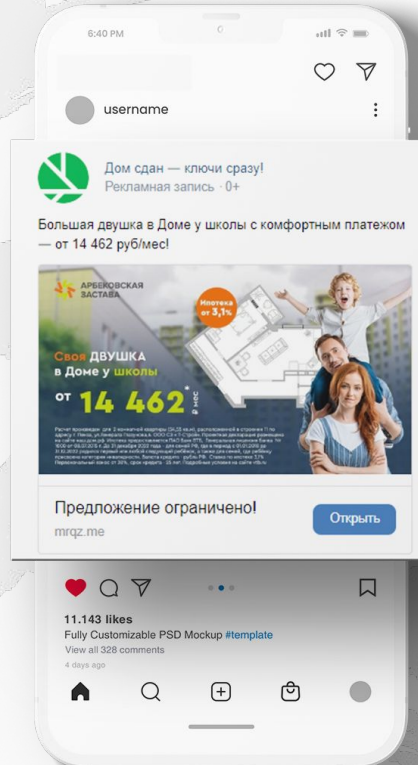 6:40 PM
username
Дом сдан — ключи сразу!
Рекламная запись · 0+
Большая двушка в Доме у школы с комфортным платежом
— от 14 462 руб/мес!
АРБЕКОВСКАЯ
ЗАСТАВА
Ипотека
от 3,1%
Своя ДВУШКА
в Доме у школы
от 14 462* ₽ мес
Предложение ограничено!
mrqz.me
Открыть
11.143 likes
Fully Customizable PSD Mockup #template
View all 328 comments
4 days ago